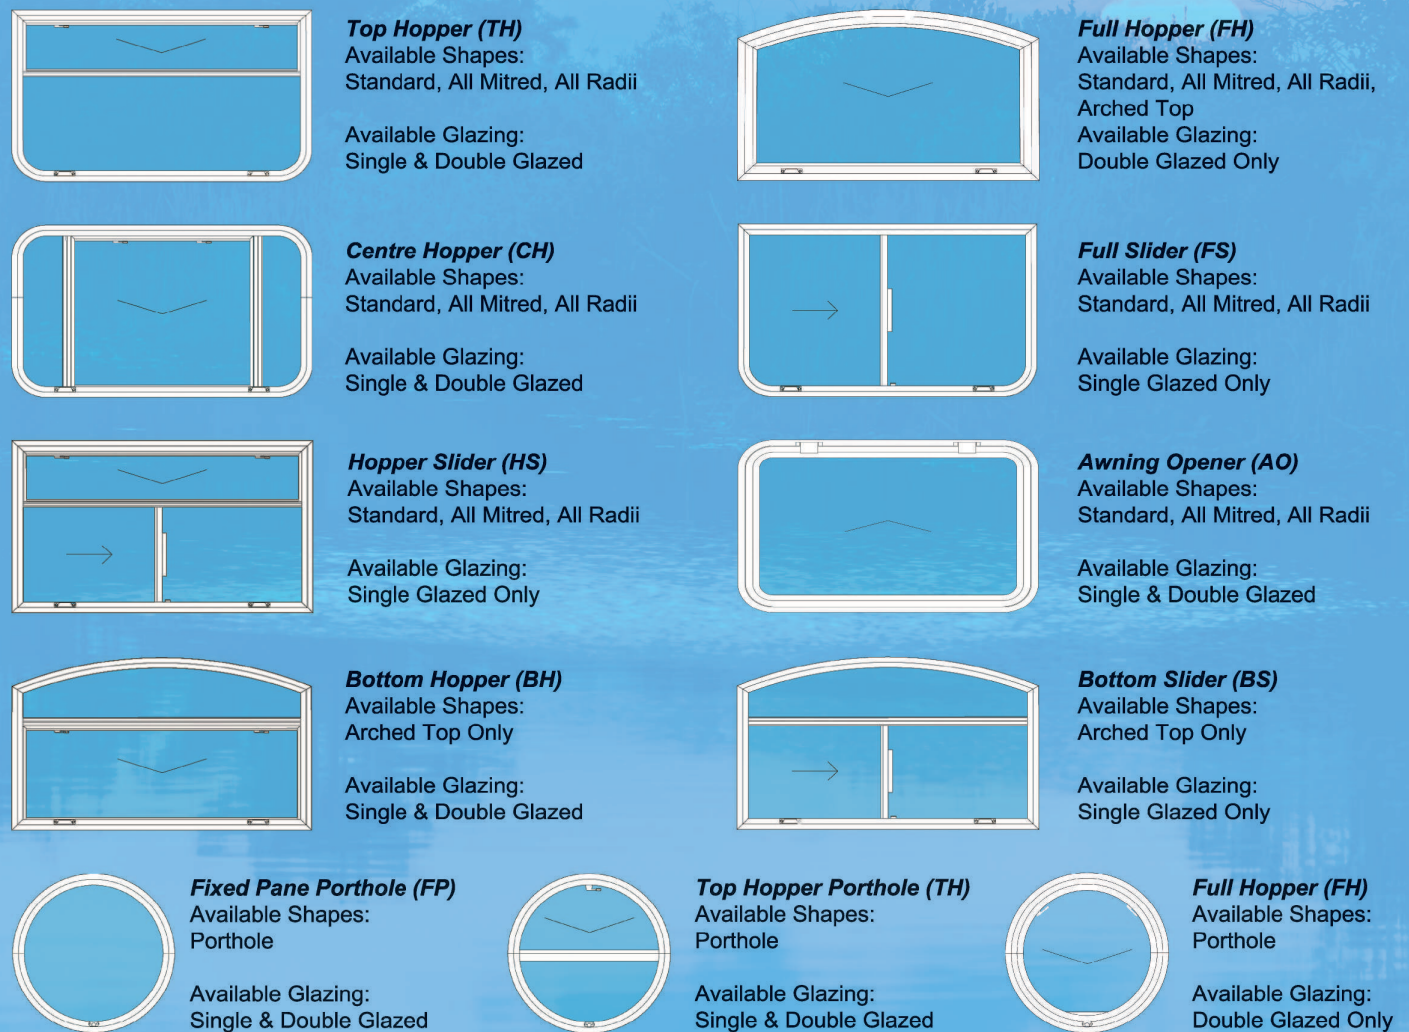 Top Hopper (TH)
Available Shapes:
Standard, All Mitred, All Radii
Available Glazing:
Single & Double Glazed
Full Hopper (FH)
Available Shapes:
Standard, All Mitred, All Radii,
Arched Top
Available Glazing:
Double Glazed Only
Centre Hopper (CH)
Available Shapes:
Standard, All Mitred, All Radii
Available Glazing:
Single & Double Glazed
Full Slider (FS)
Available Shapes:
Standard, All Mitred, All Radii
Available Glazing:
Single Glazed Only
Hopper Slider (HS)
Available Shapes:
Standard, All Mitred, All Radii
Available Glazing:
Single Glazed Only
Awning Opener (AO)
Available Shapes:
Standard, All Mitred, All Radii
Available Glazing:
Single & Double Glazed
Bottom Hopper (BH)
Available Shapes:
Arched Top Only
Available Glazing:
Single & Double Glazed
Bottom Slider (BS)
Available Shapes:
Arched Top Only
Available Glazing:
Single Glazed Only
Fixed Pane Porthole (FP)
Available Shapes:
Porthole
Available Glazing:
Single & Double Glazed
Top Hopper Porthole (TH)
Available Shapes:
Porthole
Available Glazing:
Single & Double Glazed
Full Hopper (FH)
Available Shapes:
Porthole
Available Glazing:
Double Glazed Only